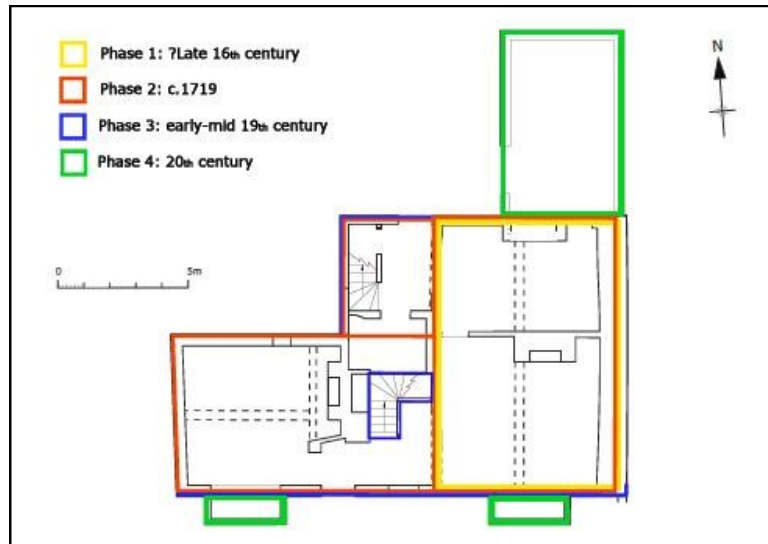 Phase 1: ?Late 16th century
N
Phase 2: c.1719
Phase 3: early-mid 19th century
Phase 4: 20th century
0 5m